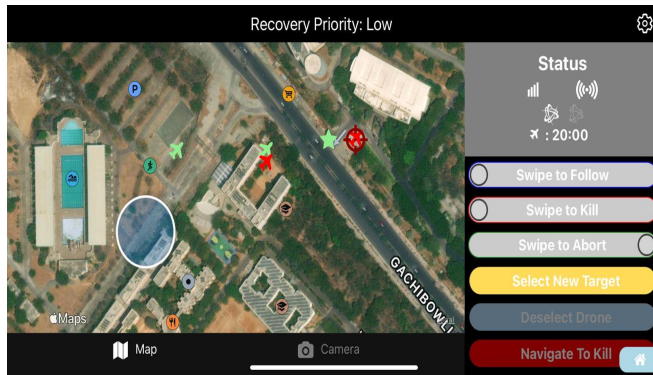 Recovery Priority: Low
Status
: 20:00
Swipe to Follow
Swipe to Kill
Swipe to Abort
Select New Target
Deselect Drone
Navigate To Kill
P
GACHIBOWLI
Maps
Map
Camera